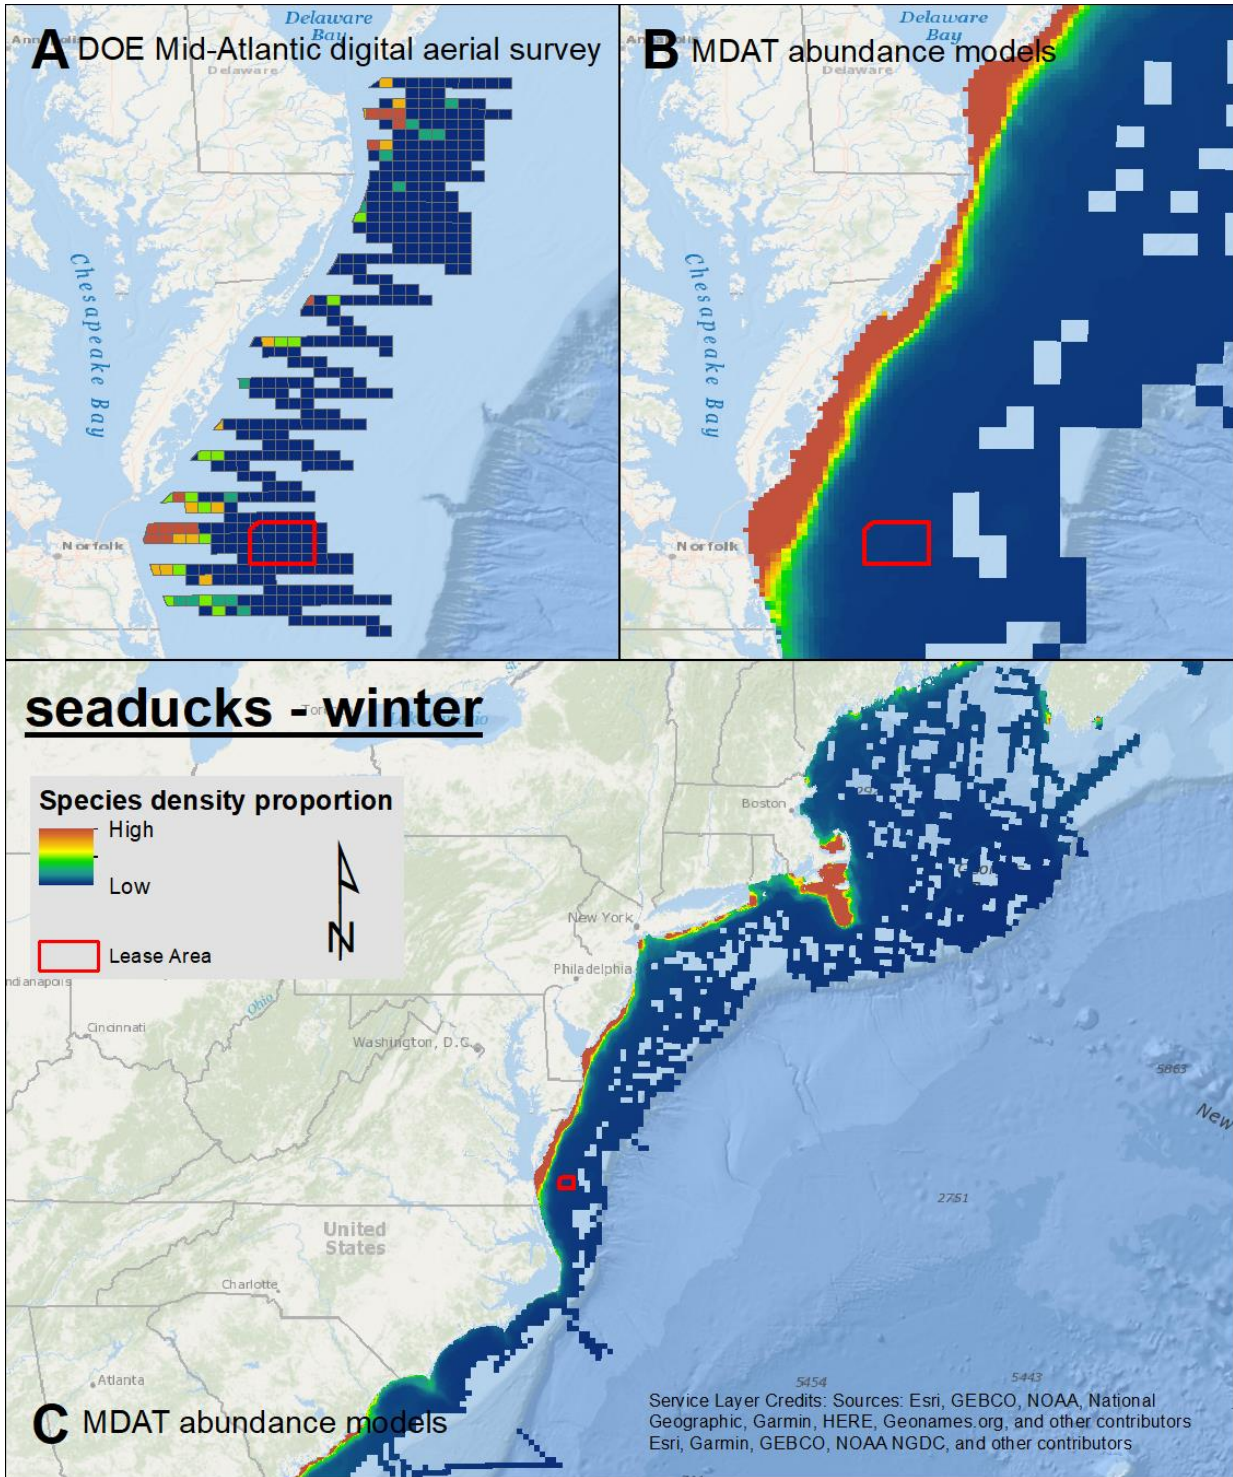 Delaware
Bay
A DOE Mid-Atlantic digital aerial survey
Delaware
Chesapeake Bay
Norfolk
Delaware
Bay
B MDAT abundance models
Delaware
Chesapeake Bay
Norfolk
seaducks - winter
Species density proportion
High
Low
N
Lease Area
Boston
New York
Philadelphia
Indianapolis
Ohio
Cincinnati
Washington, D.C.
5863
New
2751
United
States
Charlotte
Atlanta
5454
5443
C MDAT abundance models
Service Layer Credits: Sources: Esri, GEBCO, NOAA, National
Geographic, Garmin, HERE, Geonames.org, and other contributors
Esri, Garmin, GEBCO, NOAA NGDC, and other contributors